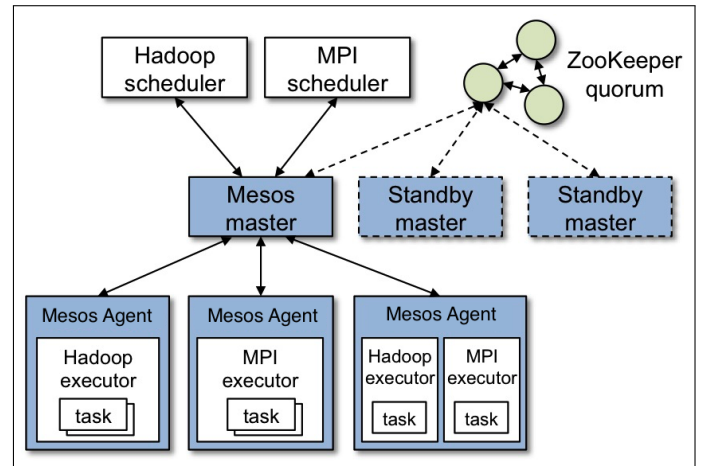 Hadoop
scheduler
MPI
scheduler
ZooKeeper
quorum
Mesos
master
Standby
master
Standby
master
Mesos Agent
Hadoop
executor
task
Mesos Agent
MPI
executor
task
Mesos Agent
Hadoop
executor
task
MPI
executor
task